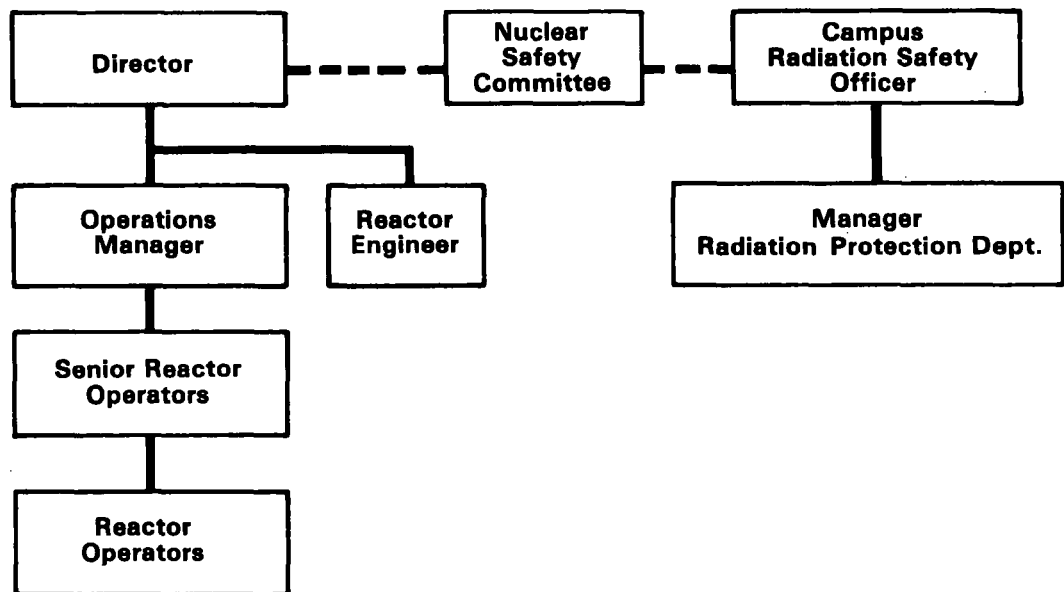 Director
Nuclear
Safety
Committee
Campus
Radiation Safety
Officer
Operations
Manager
Reactor
Engineer
Manager
Radiation Protection Dept.
Senior Reactor
Operators
Reactor
Operators